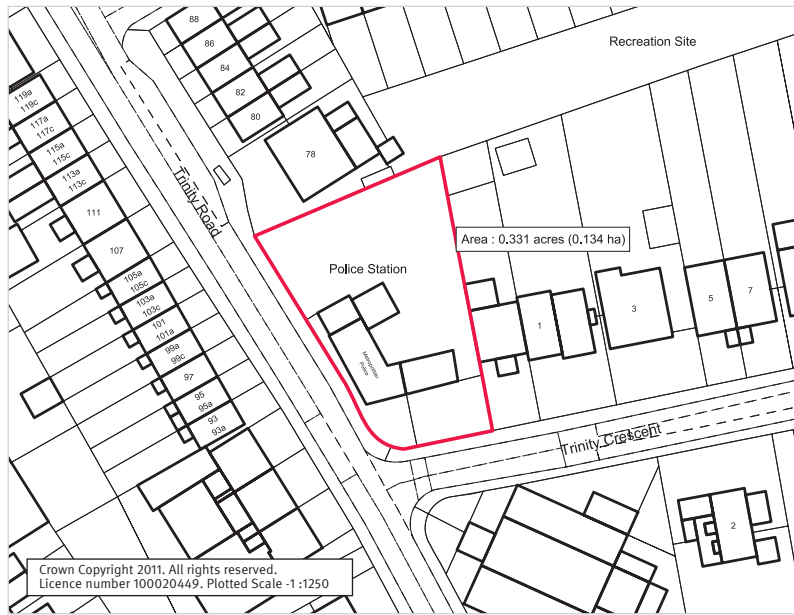 88
86
84
82
80
78
Recreation Site
119a
119c
117a
117c
115a
115c
113a
113c
111
107
105a
105c
103a
103c
101
101a
99a
99c
97
95
95a
93
93a
Trinity Road
Area : 0.331 acres (0.134 ha)
Police Station
Metropolitan
Police
1
3
5
7
Trinity Crescent
2
Crown Copyright 2011. All rights reserved.
Licence number 100020449. Plotted Scale -1 :1250